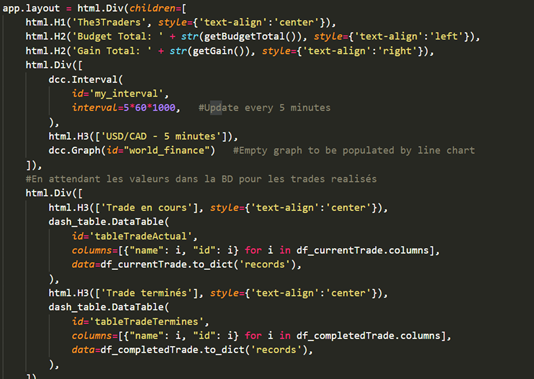 app.layout = html.Div(children=[
html.H1('The3Traders', style={'text-align':'center'}),
html.H2('Budget Total: ' + str(getBudgetTotal()), style={'text-align':'left'}),
html.H2('Gain Total: ' + str(getGain()), style={'text-align':'right'}),
html.Div([
dcc.Interval(
id='my_interval',
interval=5*60*1000,   #Update every 5 minutes
),
html.H3(['USD/CAD - 5 minutes']),
dcc.Graph(id="world_finance")   #Empty graph to be populated by line chart
]),
#En attendant les valeurs dans la BD pour les trades realisés
html.Div([
html.H3(['Trade en cours'], style={'text-align':'center'}),
dash_table.DataTable(
id='tableTradeActual',
columns=[{"name": i, "id": i} for i in df_currentTrade.columns],
data=df_currentTrade.to_dict('records'),
),
html.H3(['Trade terminés'], style={'text-align':'center'}),
dash_table.DataTable(
id='tableTradeTermines',
columns=[{"name": i, "id": i} for i in df_completedTrade.columns],
data=df_completedTrade.to_dict('records'),
),
])